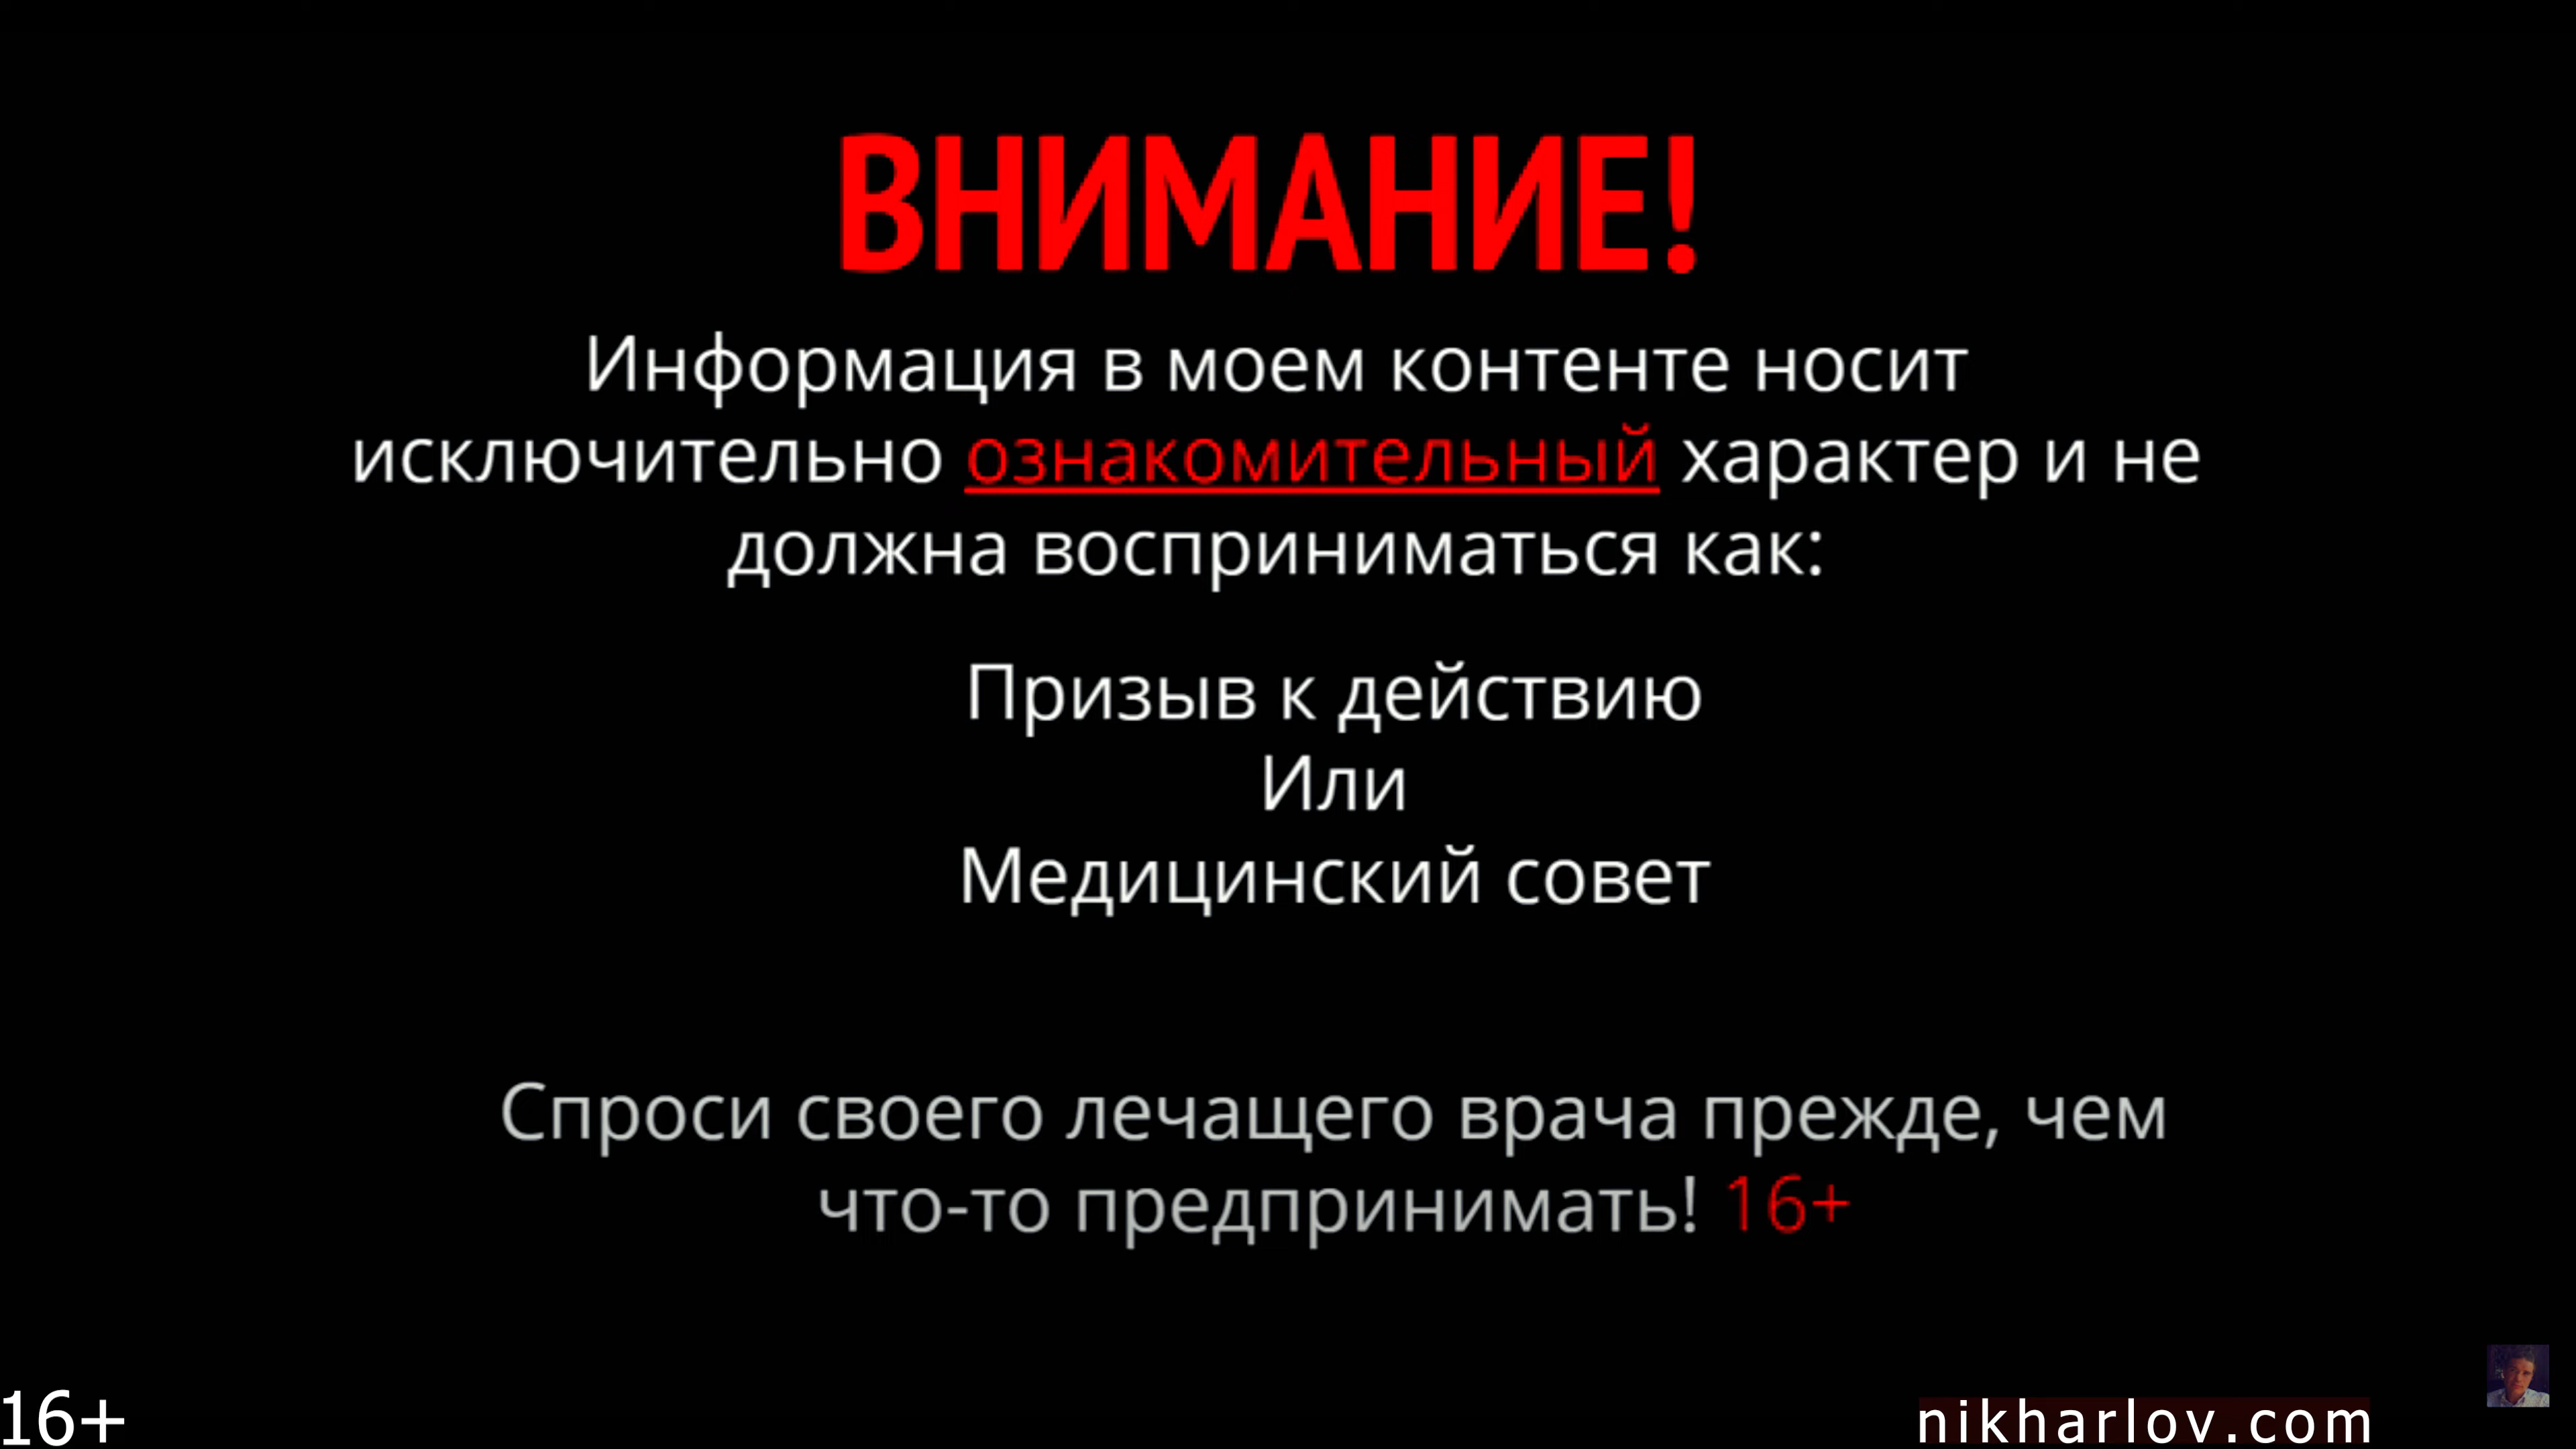 ВНИМАНИЕ!
Информация в моем контенте носит
исключительно ознакомительный характер и не
должна восприниматься как:
Призыв к действию
Или
Медицинский совет
Спроси своего лечащего врача прежде, чем
что-то предпринимать! 16+
16+
nikharlov.com